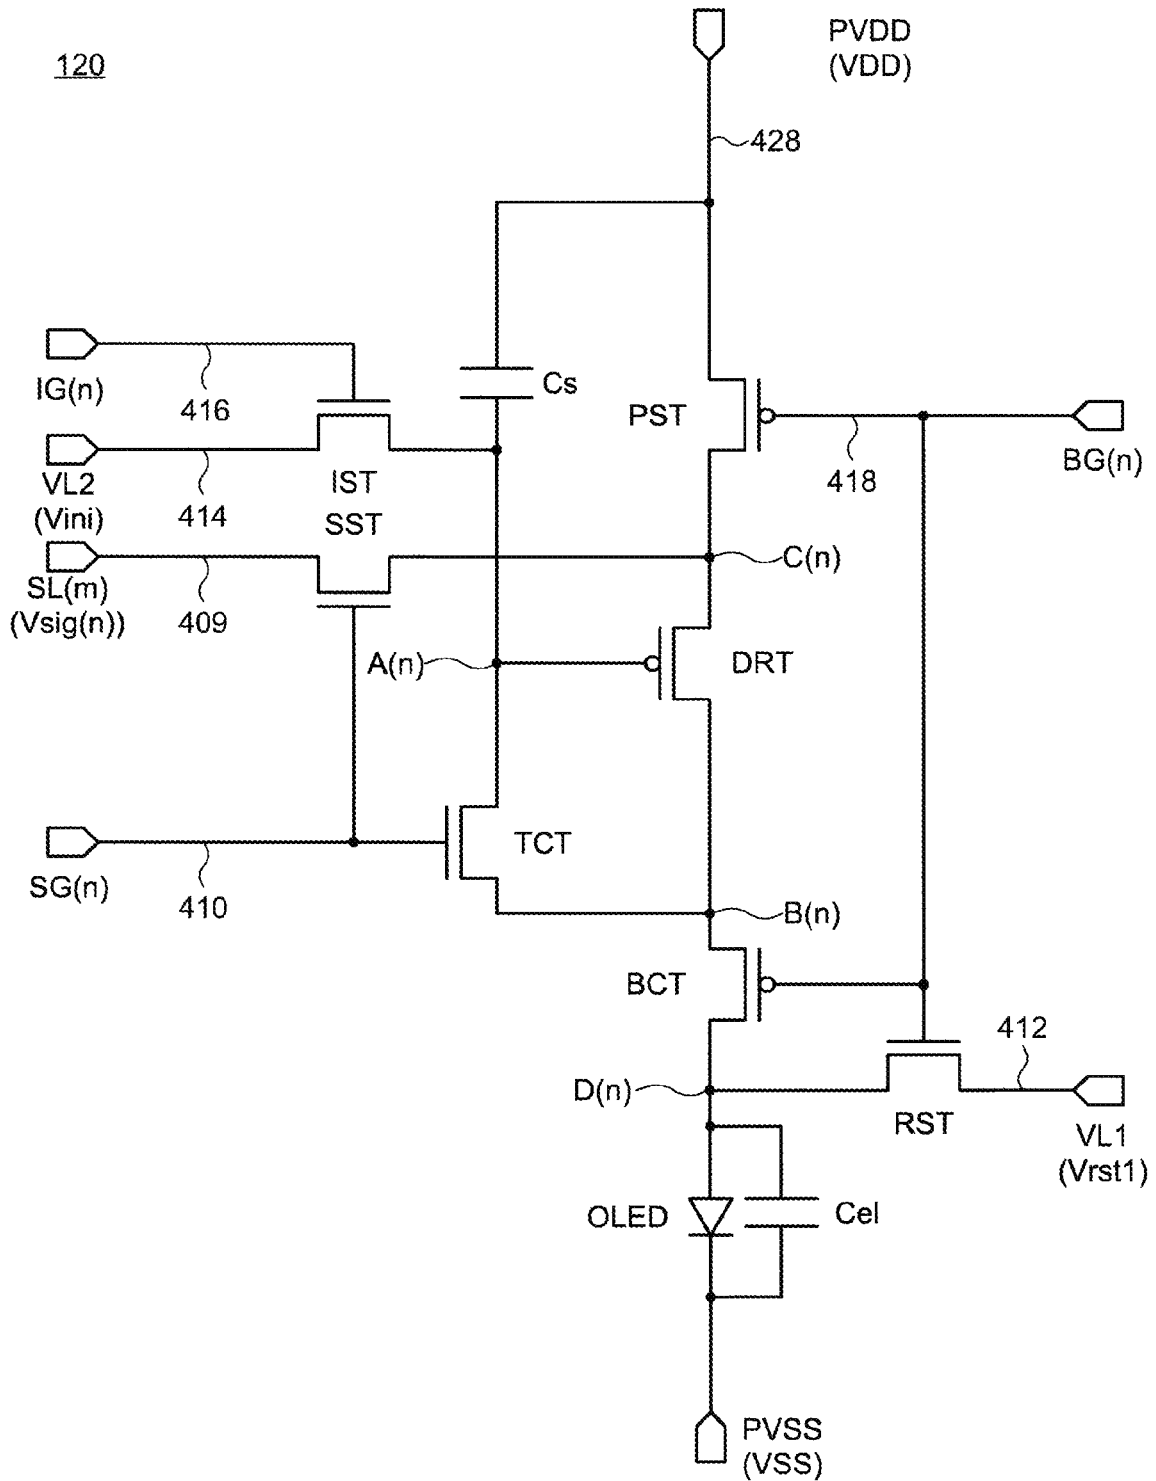 120
PVDD
(VDD)
428
IG(n)
416
Cs
PST
418
BG(n)
VL2
(Vini)
414
IST
SST
SL(m)
(Vsig(n))
409
C(n)
A(n)
DRT
TCT
SG(n)
410
B(n)
BCT
412
D(n)
RST
VL1
(Vrst1)
OLED
Cel
PVSS
(VSS)